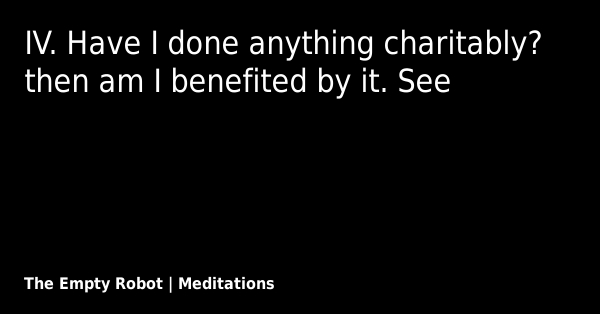 IV. Have I done anything charitably?
then am I benefited by it. See
The Empty Robot | Meditations